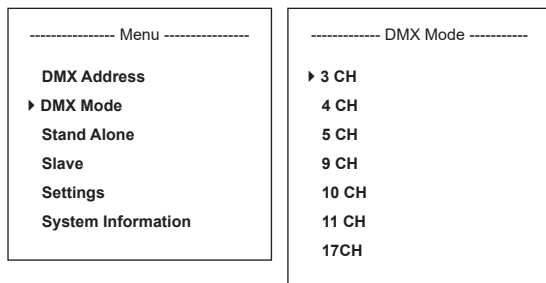 ---------------- Menu ----------------
DMX Address
DMX Mode
Stand Alone
Slave
Settings
System Information
------------- DMX Mode -----------
3 CH
4 CH
5 CH
9 CH
10 CH
11 CH
17CH